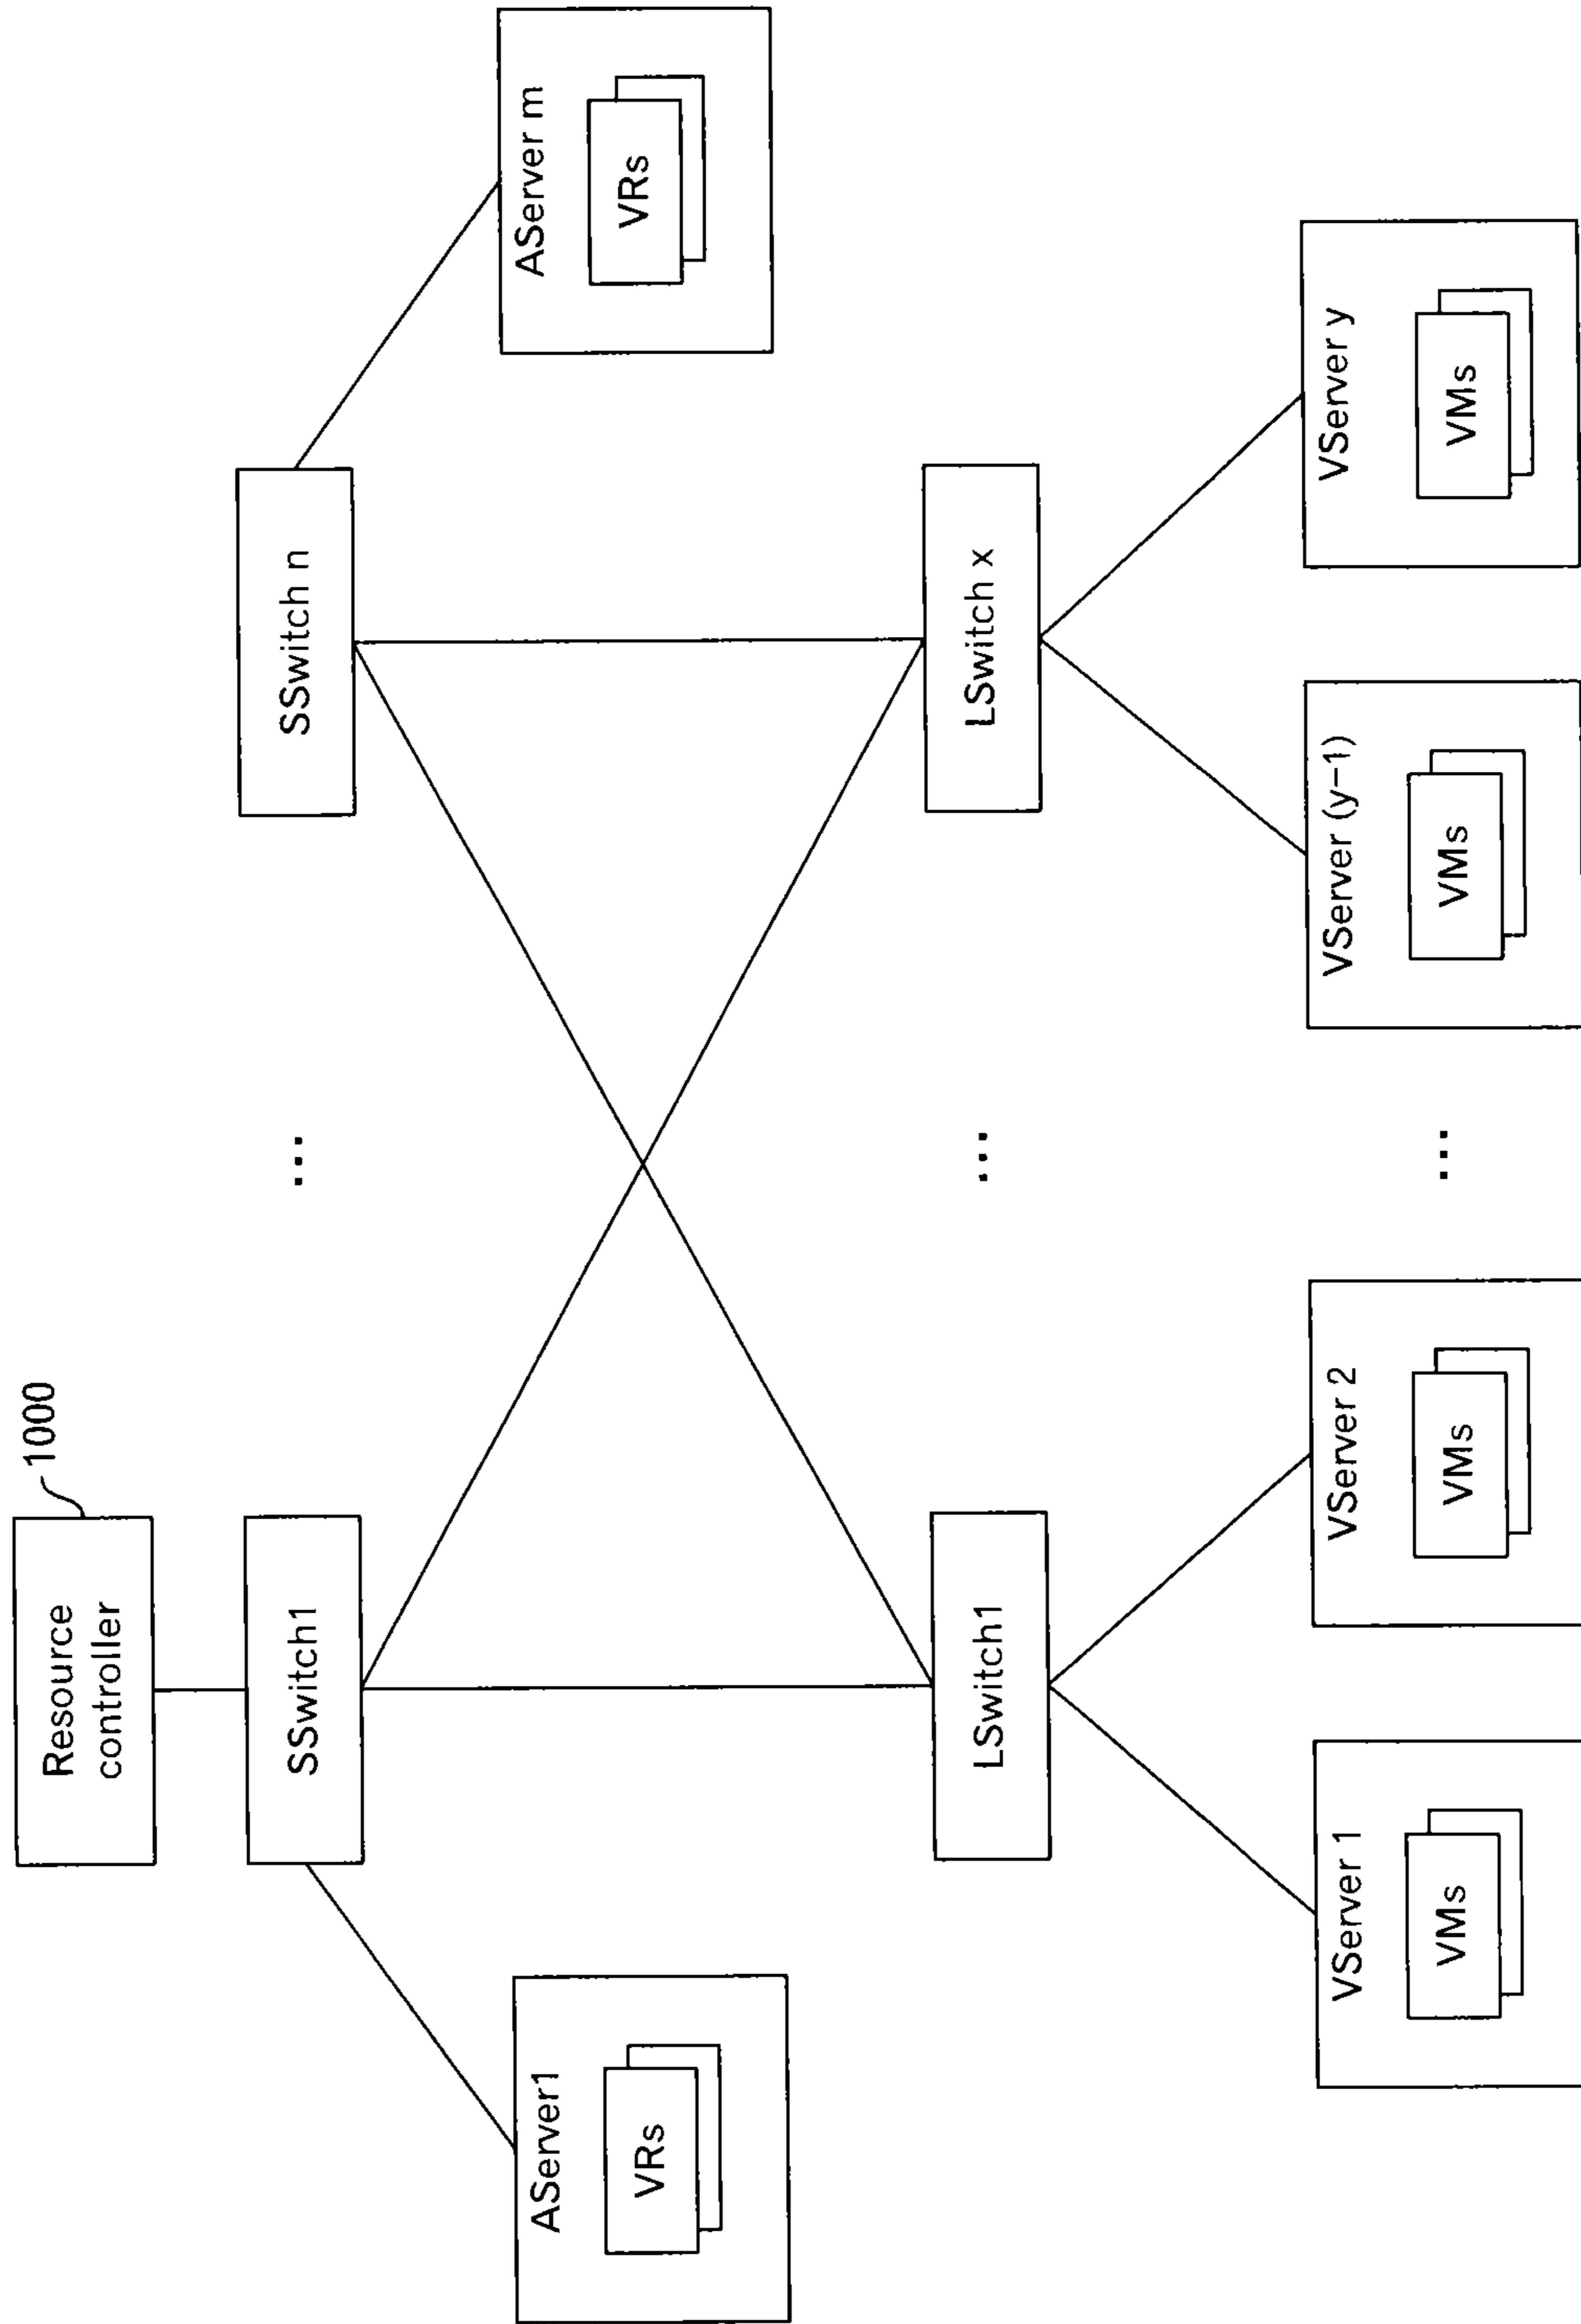 Resource
controller
1000
SSwitch1
...
SSwitch n
AServer1
VRs
AServer m
VRs
LSwitch1
...
LSwitch x
VServer 1
VMs
VServer 2
VMs
...
VServer (y−1)
VMs
VServer y
VMs